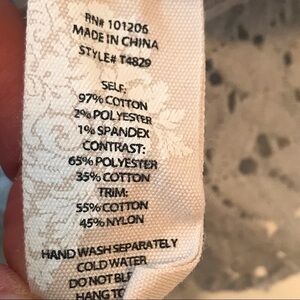 RN# 101206
MADE IN CHINA
STYLE# T4829
SELF:
97% COTTON
2% POLYESTER
1% SPANDEX
CONTRAST:
65% POLYESTER
35% COTTON
TRIM:
55% COTTON
45% NYLON
HAND WASH SEPARATELY
COLD WATER
DO NOT
HANG